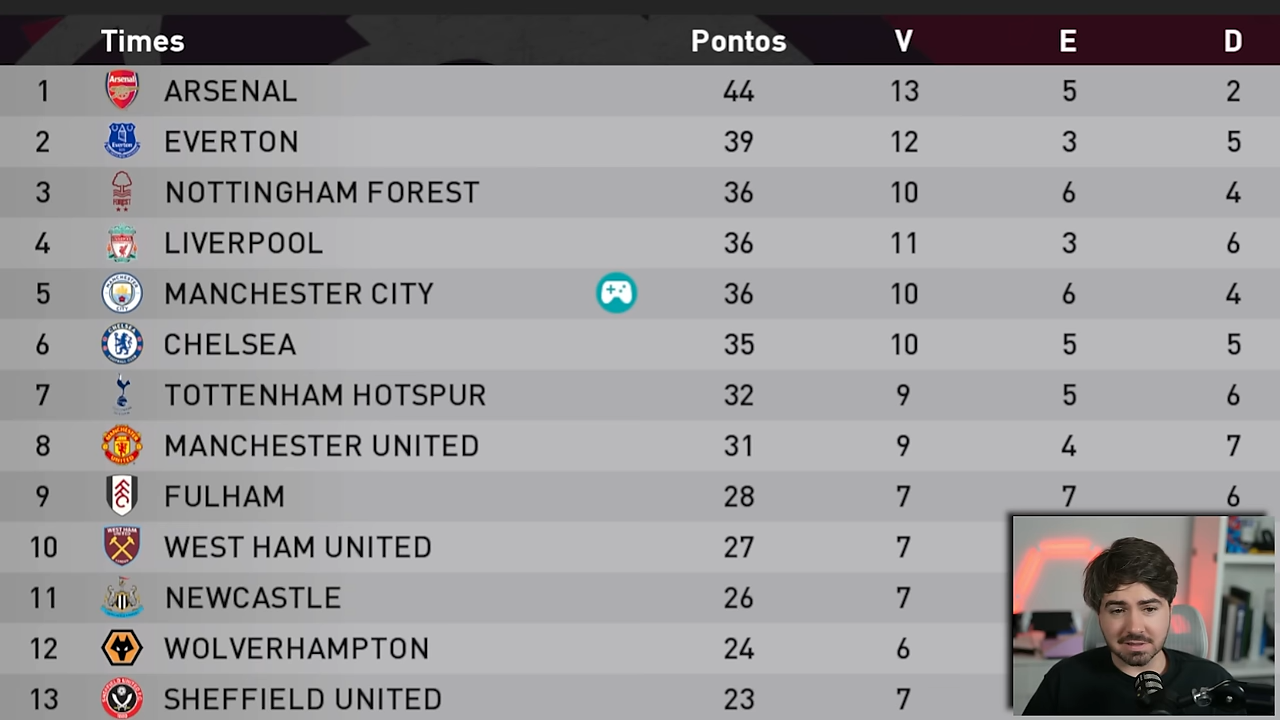 Times Pontos V E D
1 ARSENAL 44 13 5 2
2 EVERTON 39 12 3 5
3 NOTTINGHAM FOREST 36 10 6 4
4 LIVERPOOL 36 11 3 6
5 MANCHESTER CITY 36 10 6 4
6 CHELSEA 35 10 5 5
7 TOTTENHAM HOTSPUR 32 9 5 6
8 MANCHESTER UNITED 31 9 4 7
9 FULHAM 28 7 7 6
10 WEST HAM UNITED 27 7
11 NEWCASTLE 26 7
12 WOLVERHAMPTON 24 6
13 SHEFFIELD UNITED 23 7